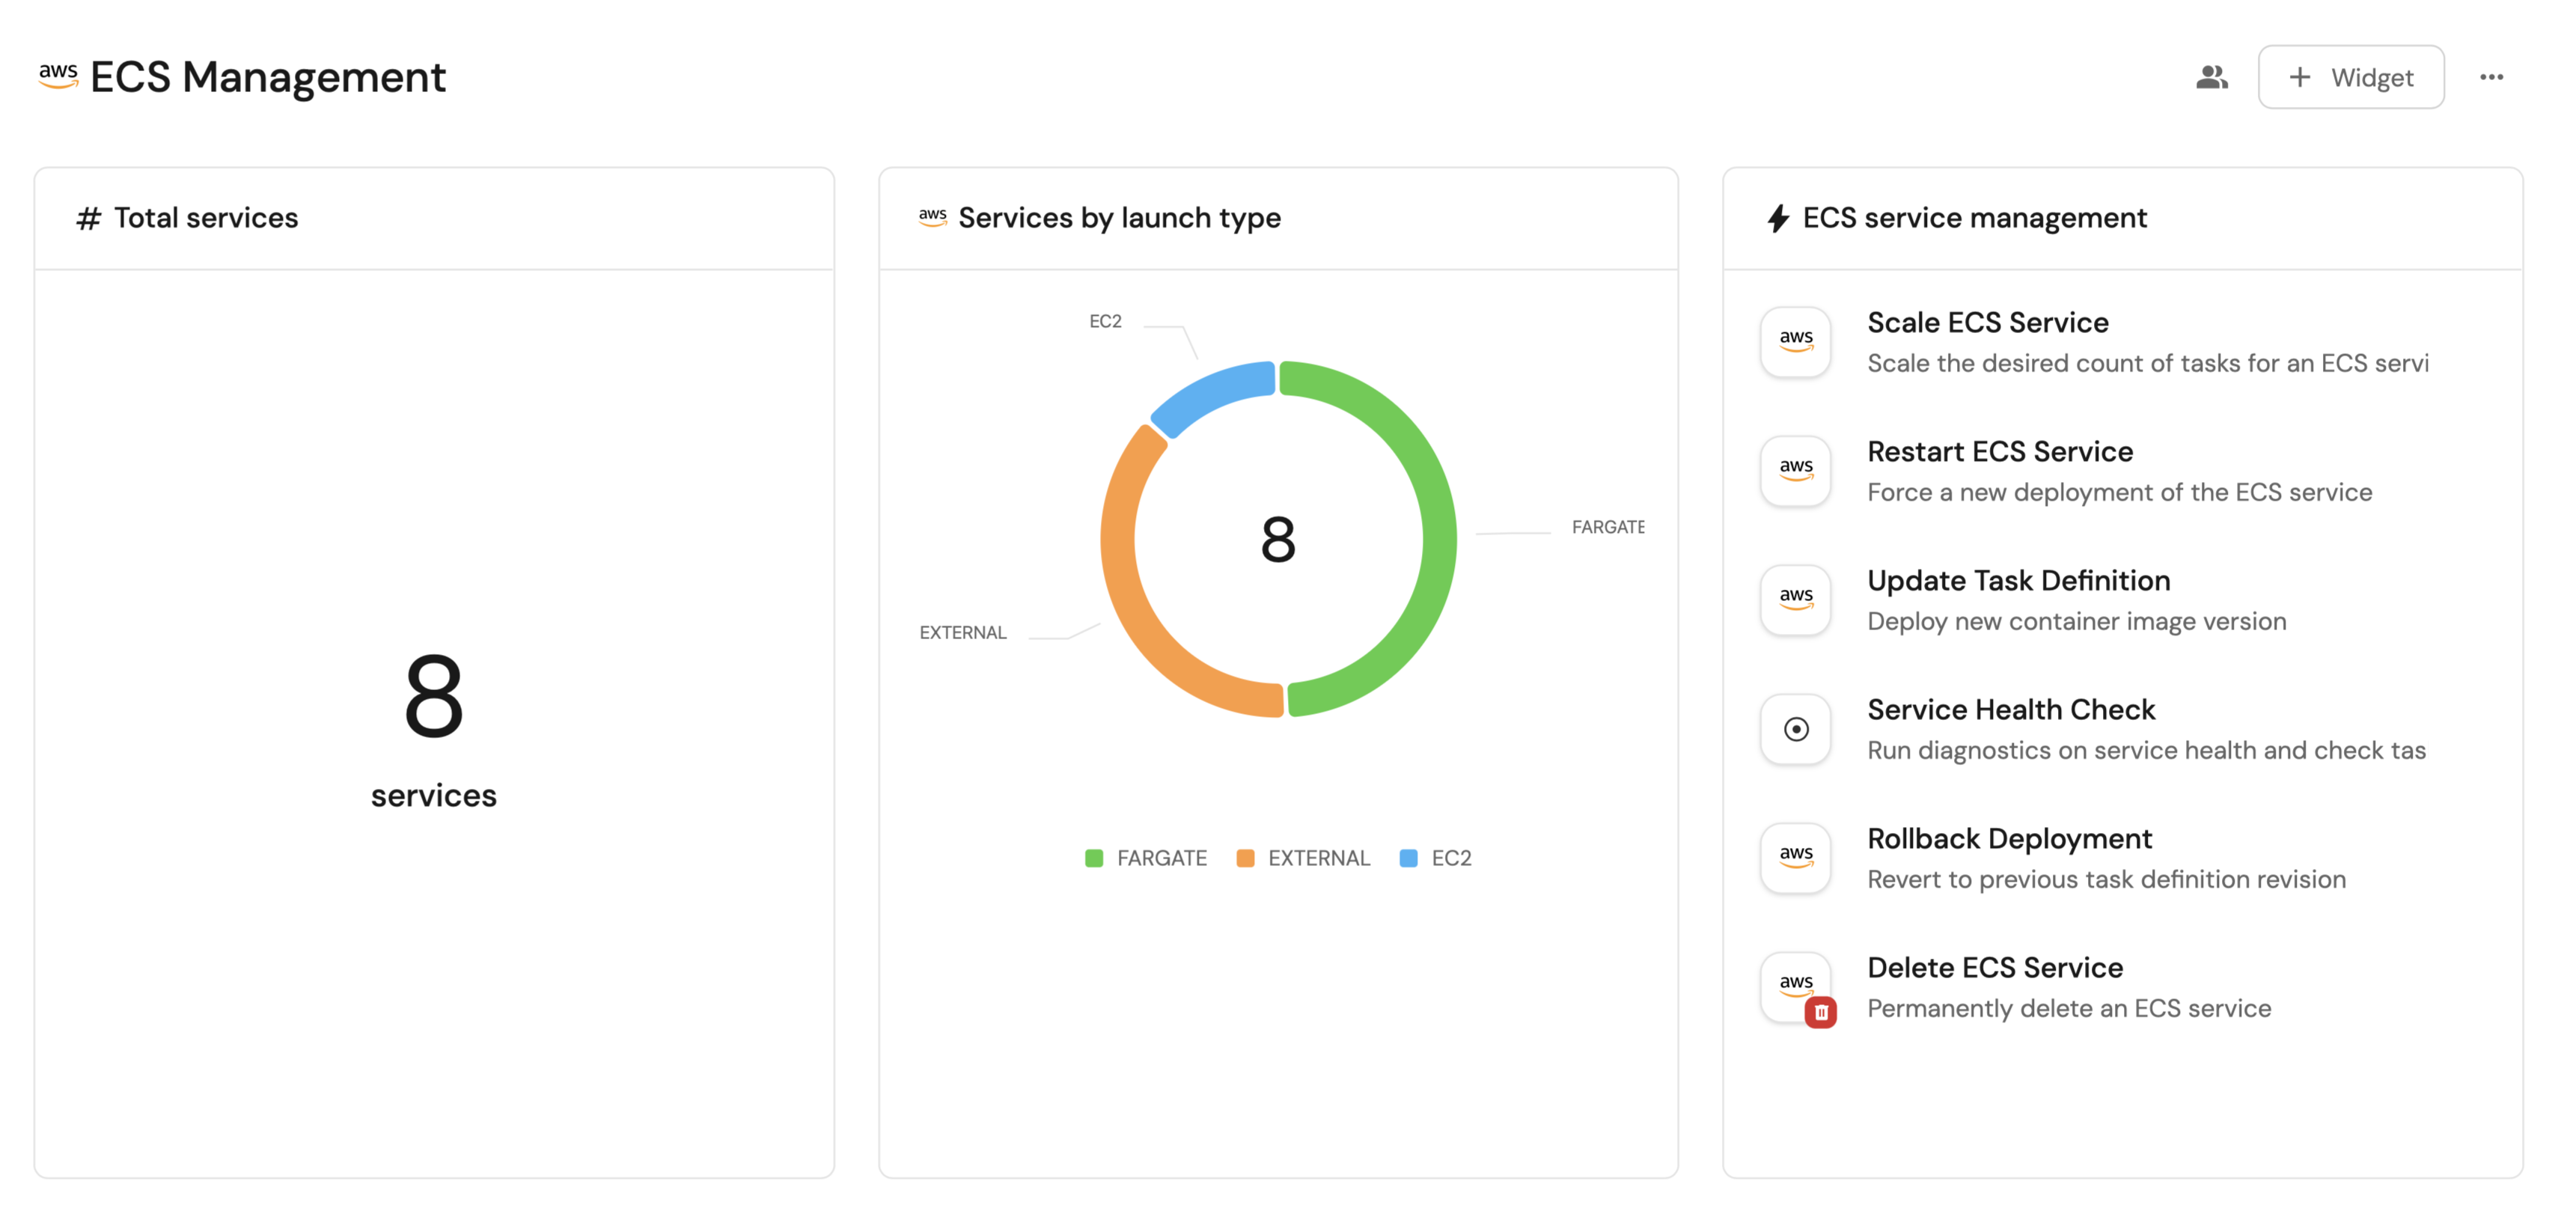 aws ECS Management
+ Widget
# Total services
8
services
aws Services by launch type
EC2
FARGATE
EXTERNAL
8
FARGATE EXTERNAL EC2
ECS service management
aws
Scale ECS Service
Scale the desired count of tasks for an ECS servi
aws
Restart ECS Service
Force a new deployment of the ECS service
aws
Update Task Definition
Deploy new container image version
Service Health Check
Run diagnostics on service health and check tas
aws
Rollback Deployment
Revert to previous task definition revision
aws
Delete ECS Service
Permanently delete an ECS service